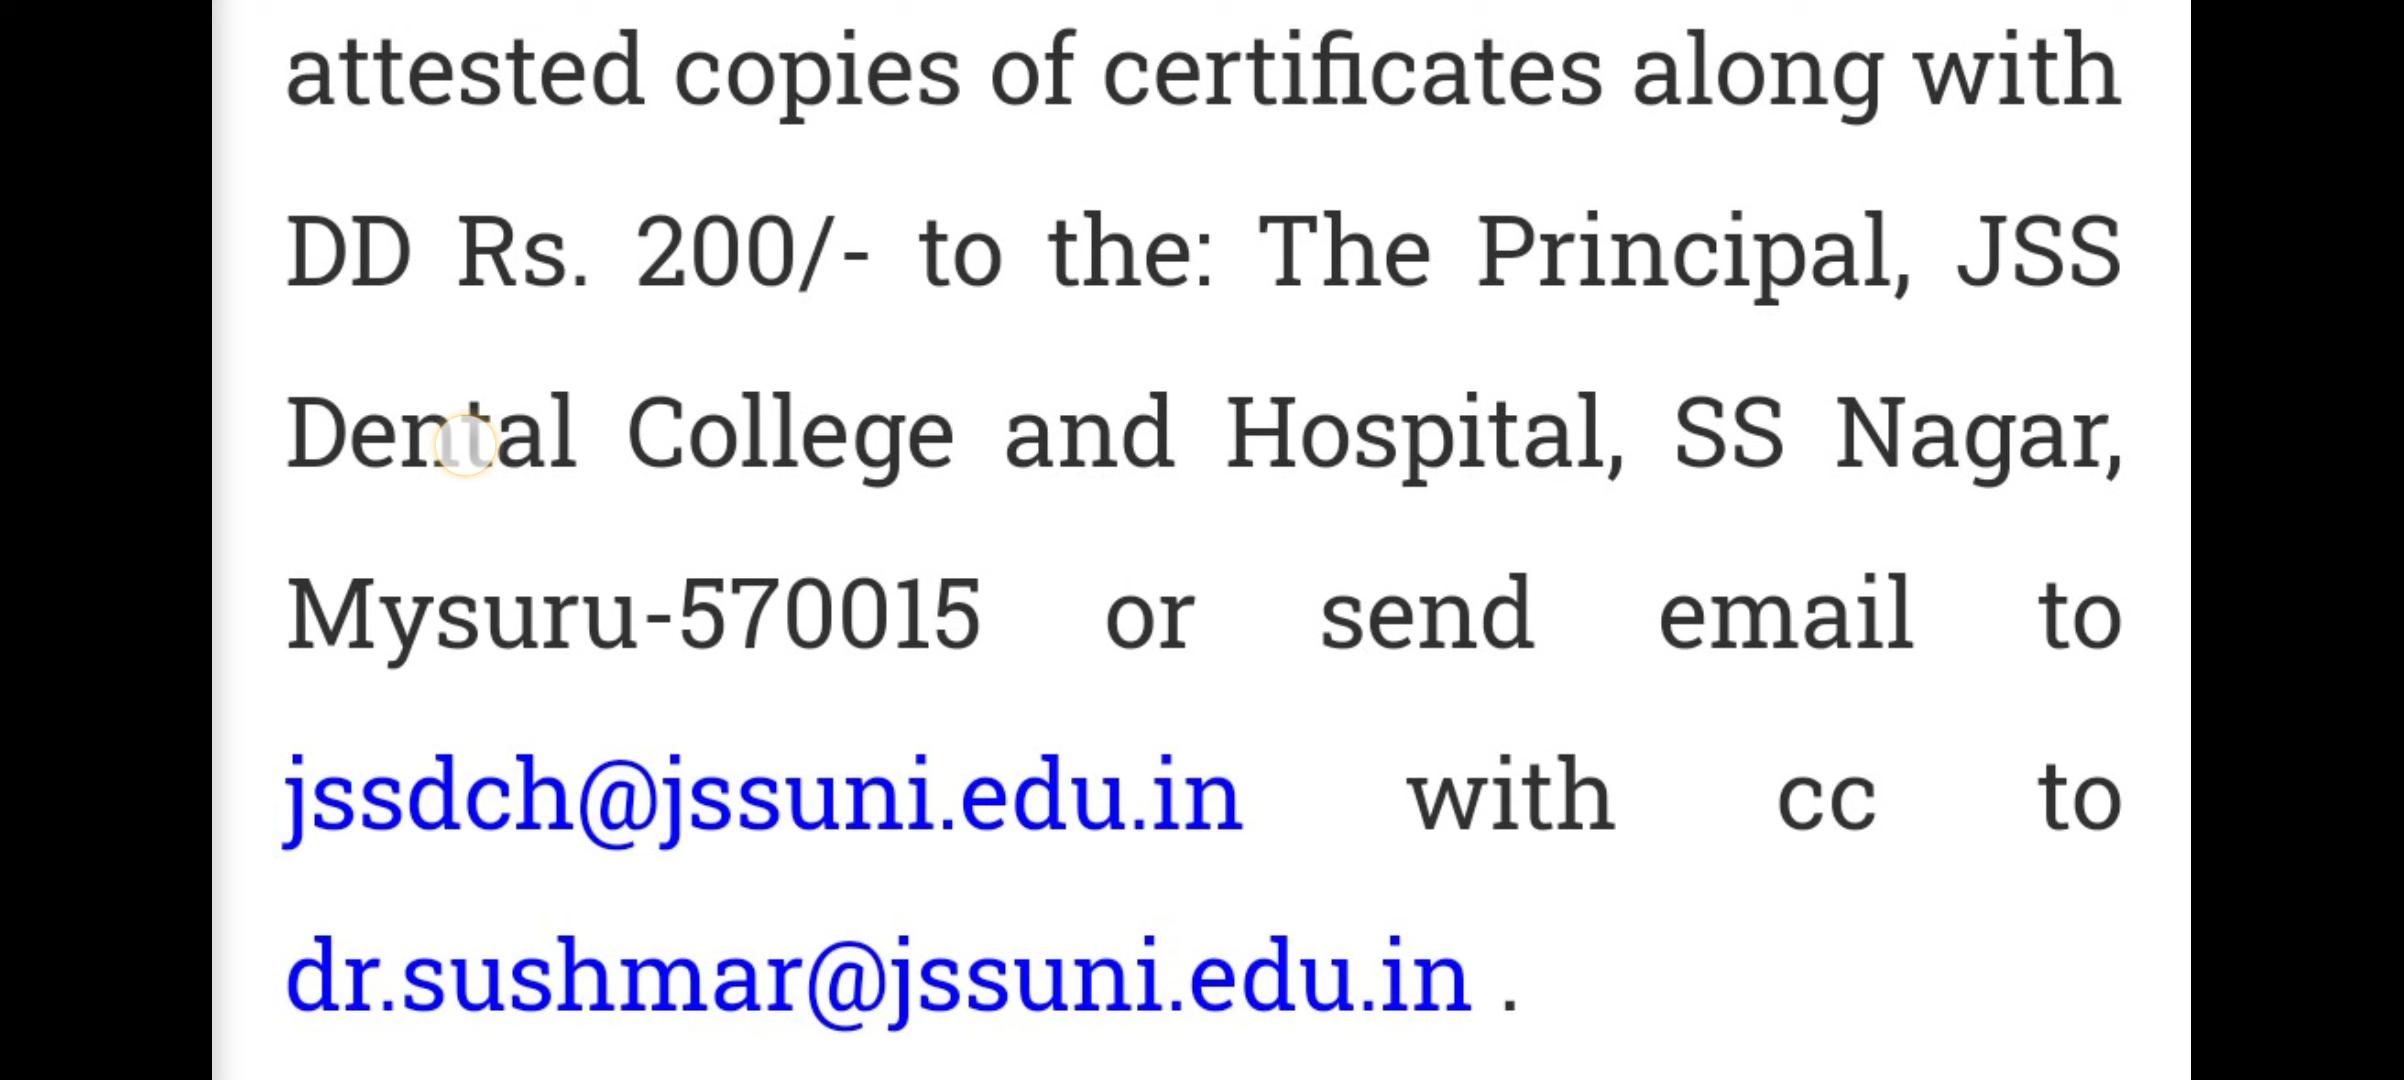 attested copies of certificates along with
DD Rs. 200/- to the: The Principal, JSS
Dental College and Hospital, SS Nagar,
Mysuru-570015 or send email to
jssdch@jssuni.edu.in with cc to
dr.sushmar@jssuni.edu.in .